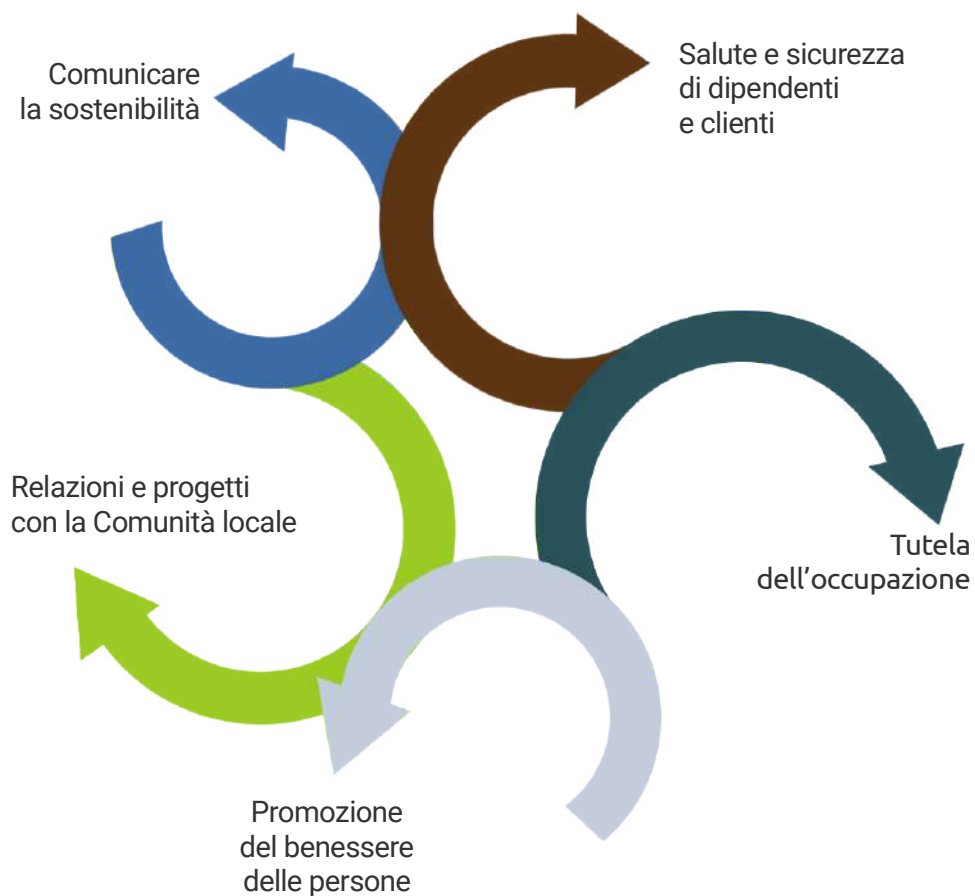 Comunicare
la sostenibilità
Salute e sicurezza
di dipendenti
e clienti
Relazioni e progetti
con la Comunità locale
Tutela
dell’occupazione
Promozione
del benessere
delle persone